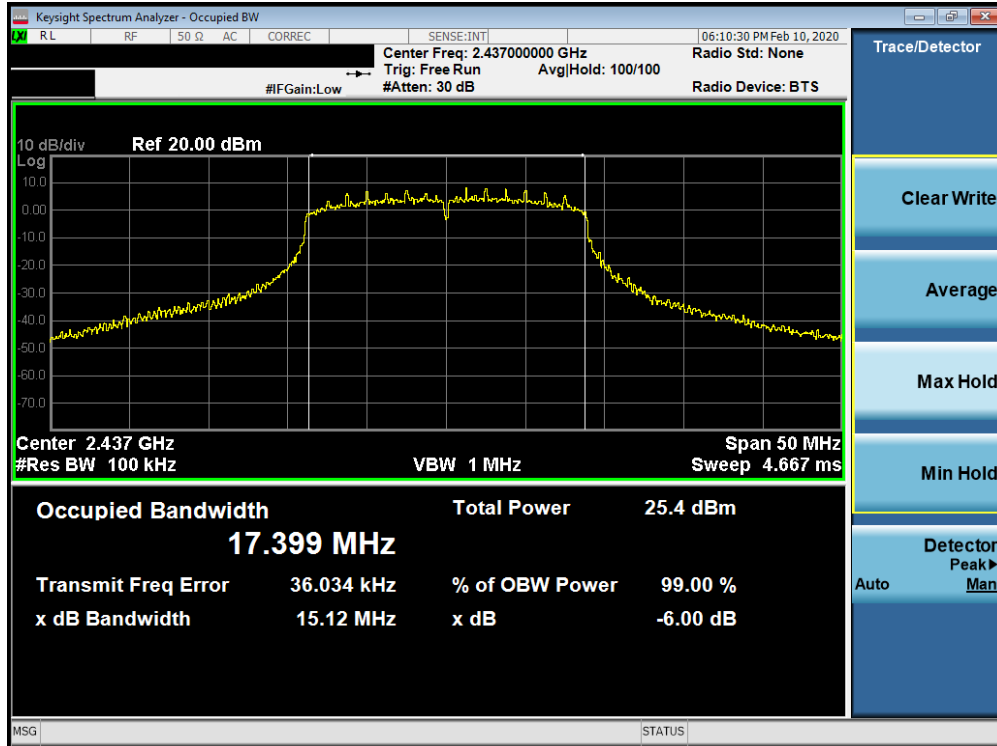 Keysight Spectrum Analyzer - Occupied BW
LXI RL RF 50 Ω AC CORREC SENSE:INT 06:10:30 PM Feb 10, 2020
Center Freq: 2.437000000 GHz Radio Std: None
Trig: Free Run Avg|Hold: 100/100
#IFGain:Low #Atten: 30 dB Radio Device: BTS
10 dB/div Ref 20.00 dBm
Log
10.0
0.00
-10.0
-20.0
-30.0
-40.0
-50.0
-60.0
-70.0
Center 2.437 GHz Span 50 MHz
#Res BW 100 kHz VBW 1 MHz Sweep 4.667 ms
Occupied Bandwidth Total Power 25.4 dBm
17.399 MHz
Transmit Freq Error 36.034 kHz % of OBW Power 99.00 %
x dB Bandwidth 15.12 MHz x dB -6.00 dB
MSG STATUS
Trace/Detector
Clear Write
Average
Max Hold
Min Hold
Detector
Peak▶
Auto Man